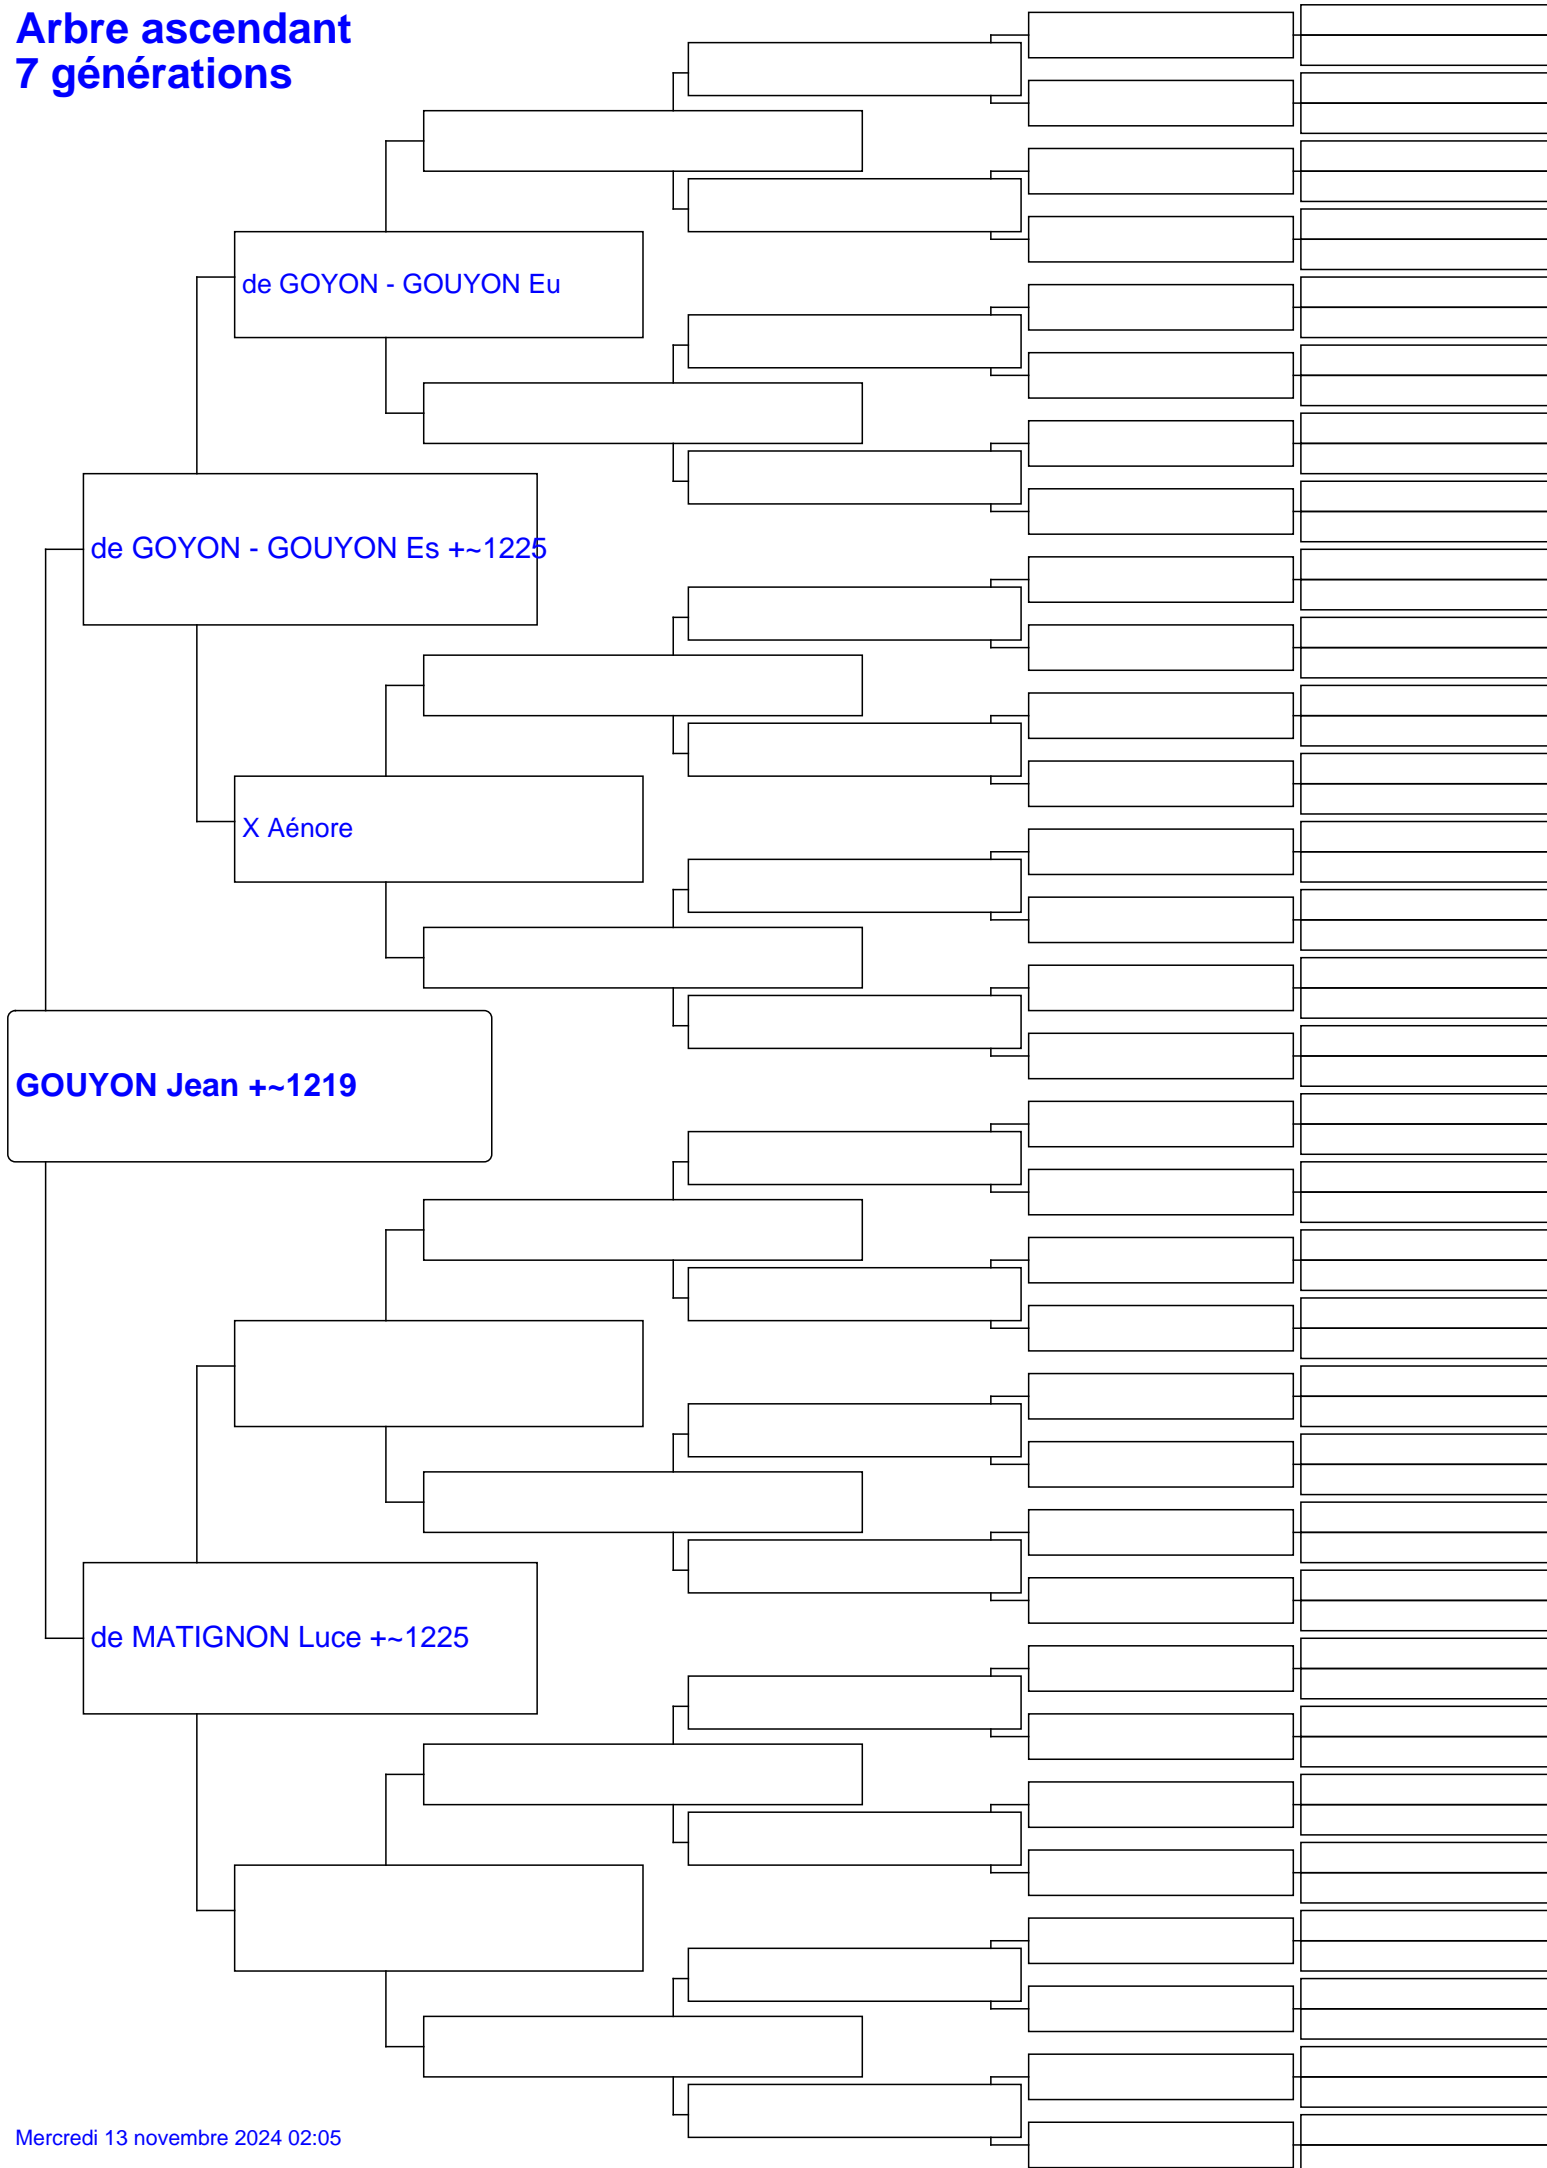 Arbre ascendant
7 générations
de GOYON - GOUYON Eu
de GOYON - GOUYON Es +~1225
X Aénore
GOUYON Jean +~1219
de MATIGNON Luce +~1225
Mercredi 13 novembre 2024 02:05